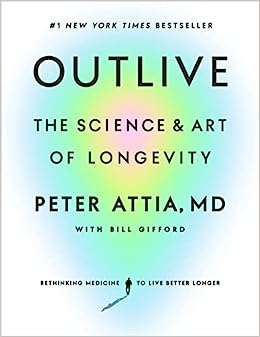 #1 NEW YORK TIMES BESTSELLER
OUTLIVE
THE SCIENCE & ART
OF LONGEVITY
PETER ATTIA, MD
WITH BILL GIFFORD
RETHINKING MEDICINE TO LIVE BETTER LONGER